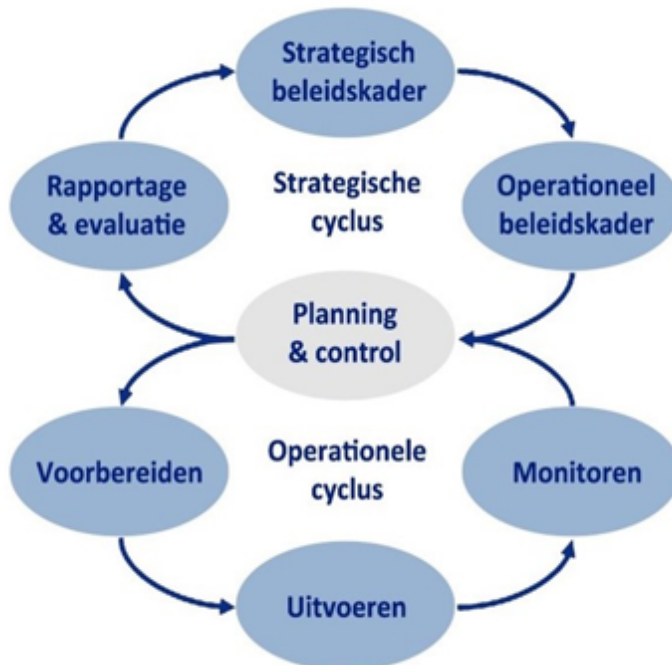 Strategisch
beleidskader
Rapportage
& evaluatie
Strategische
cyclus
Operationeel
beleidskader
Planning
& control
Voorbereiden
Operationele
cyclus
Monitoren
Uitvoeren